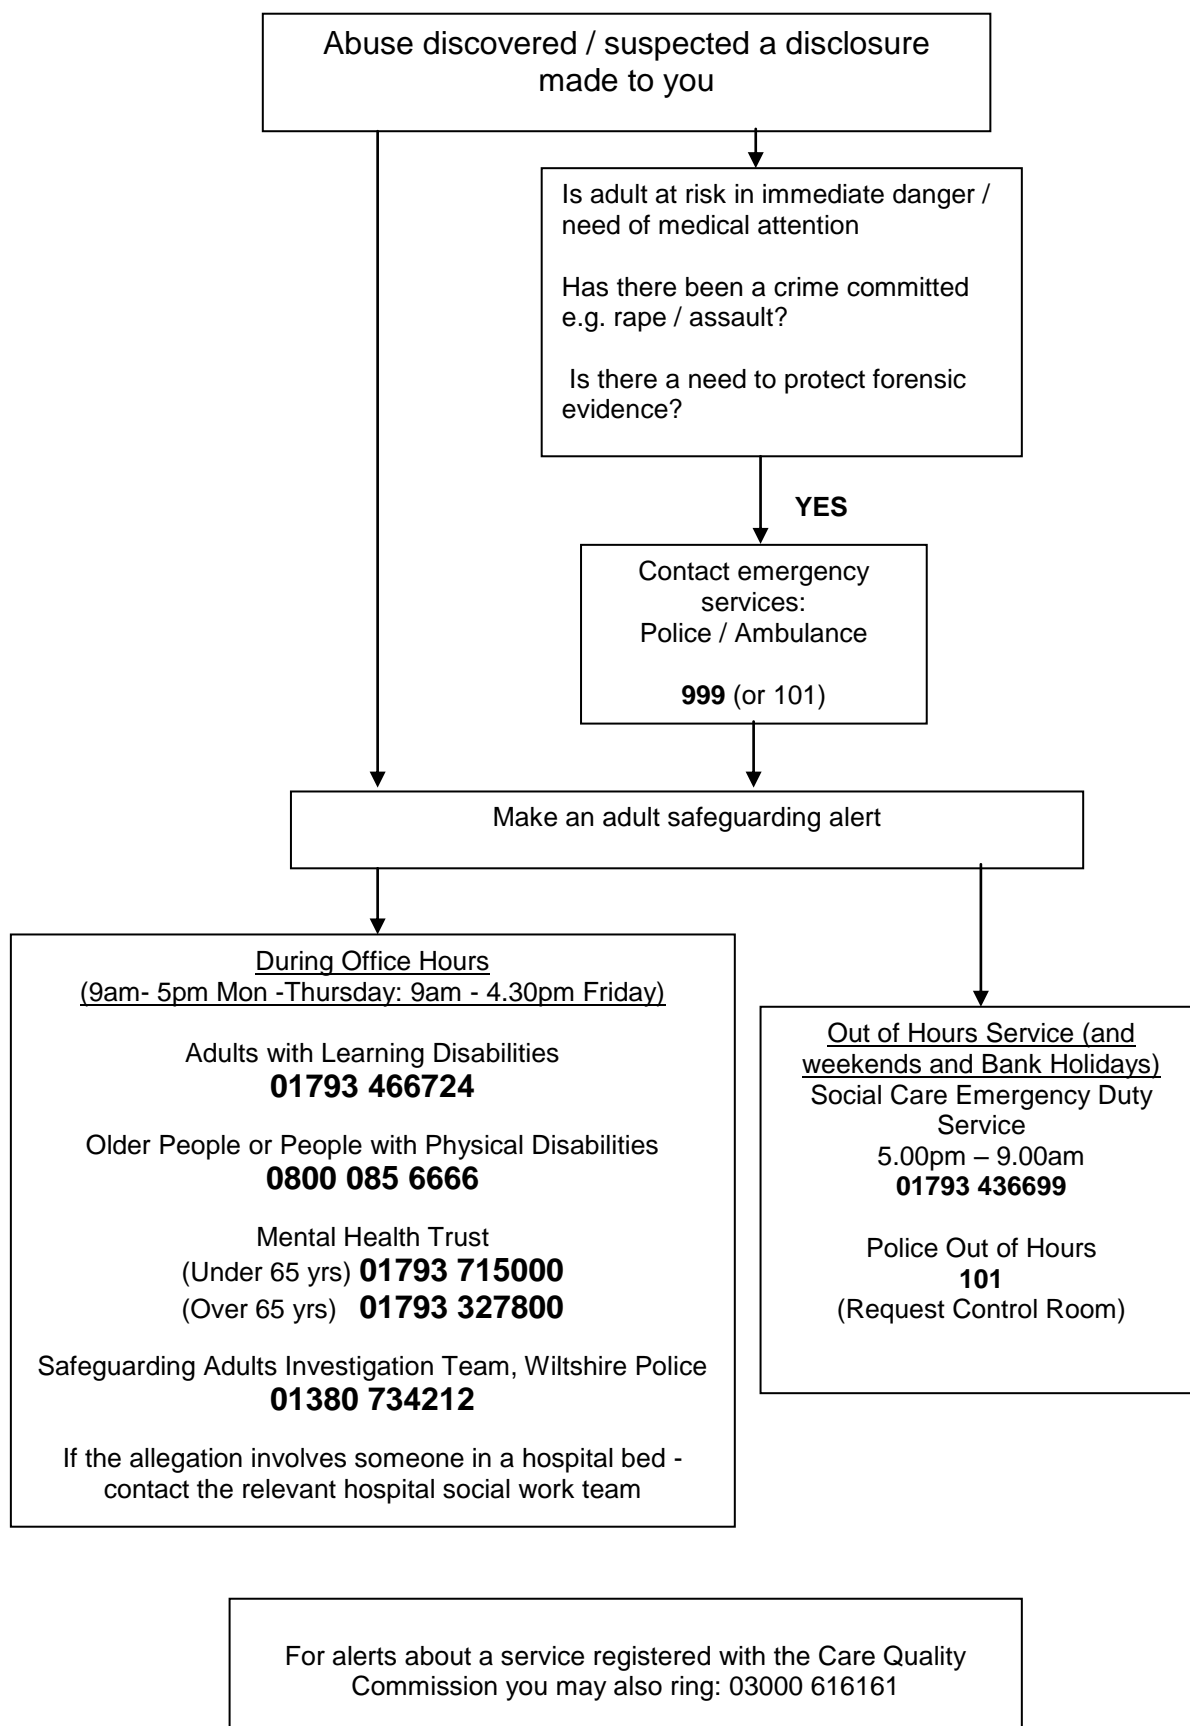 Abuse discovered / suspected a disclosure
made to you
Is adult at risk in immediate danger /
need of medical attention
Has there been a crime committed
e.g. rape / assault?
Is there a need to protect forensic
evidence?
YES
Contact emergency
services:
Police / Ambulance
999 (or 101)
Make an adult safeguarding alert
During Office Hours
(9am- 5pm Mon -Thursday: 9am - 4.30pm Friday)
Adults with Learning Disabilities
01793 466724
Older People or People with Physical Disabilities
0800 085 6666
Mental Health Trust
(Under 65 yrs) 01793 715000
(Over 65 yrs) 01793 327800
Safeguarding Adults Investigation Team, Wiltshire Police
01380 734212
If the allegation involves someone in a hospital bed -
contact the relevant hospital social work team
Out of Hours Service (and
weekends and Bank Holidays)
Social Care Emergency Duty
Service
5.00pm – 9.00am
01793 436699
Police Out of Hours
101
(Request Control Room)
For alerts about a service registered with the Care Quality
Commission you may also ring: 03000 616161